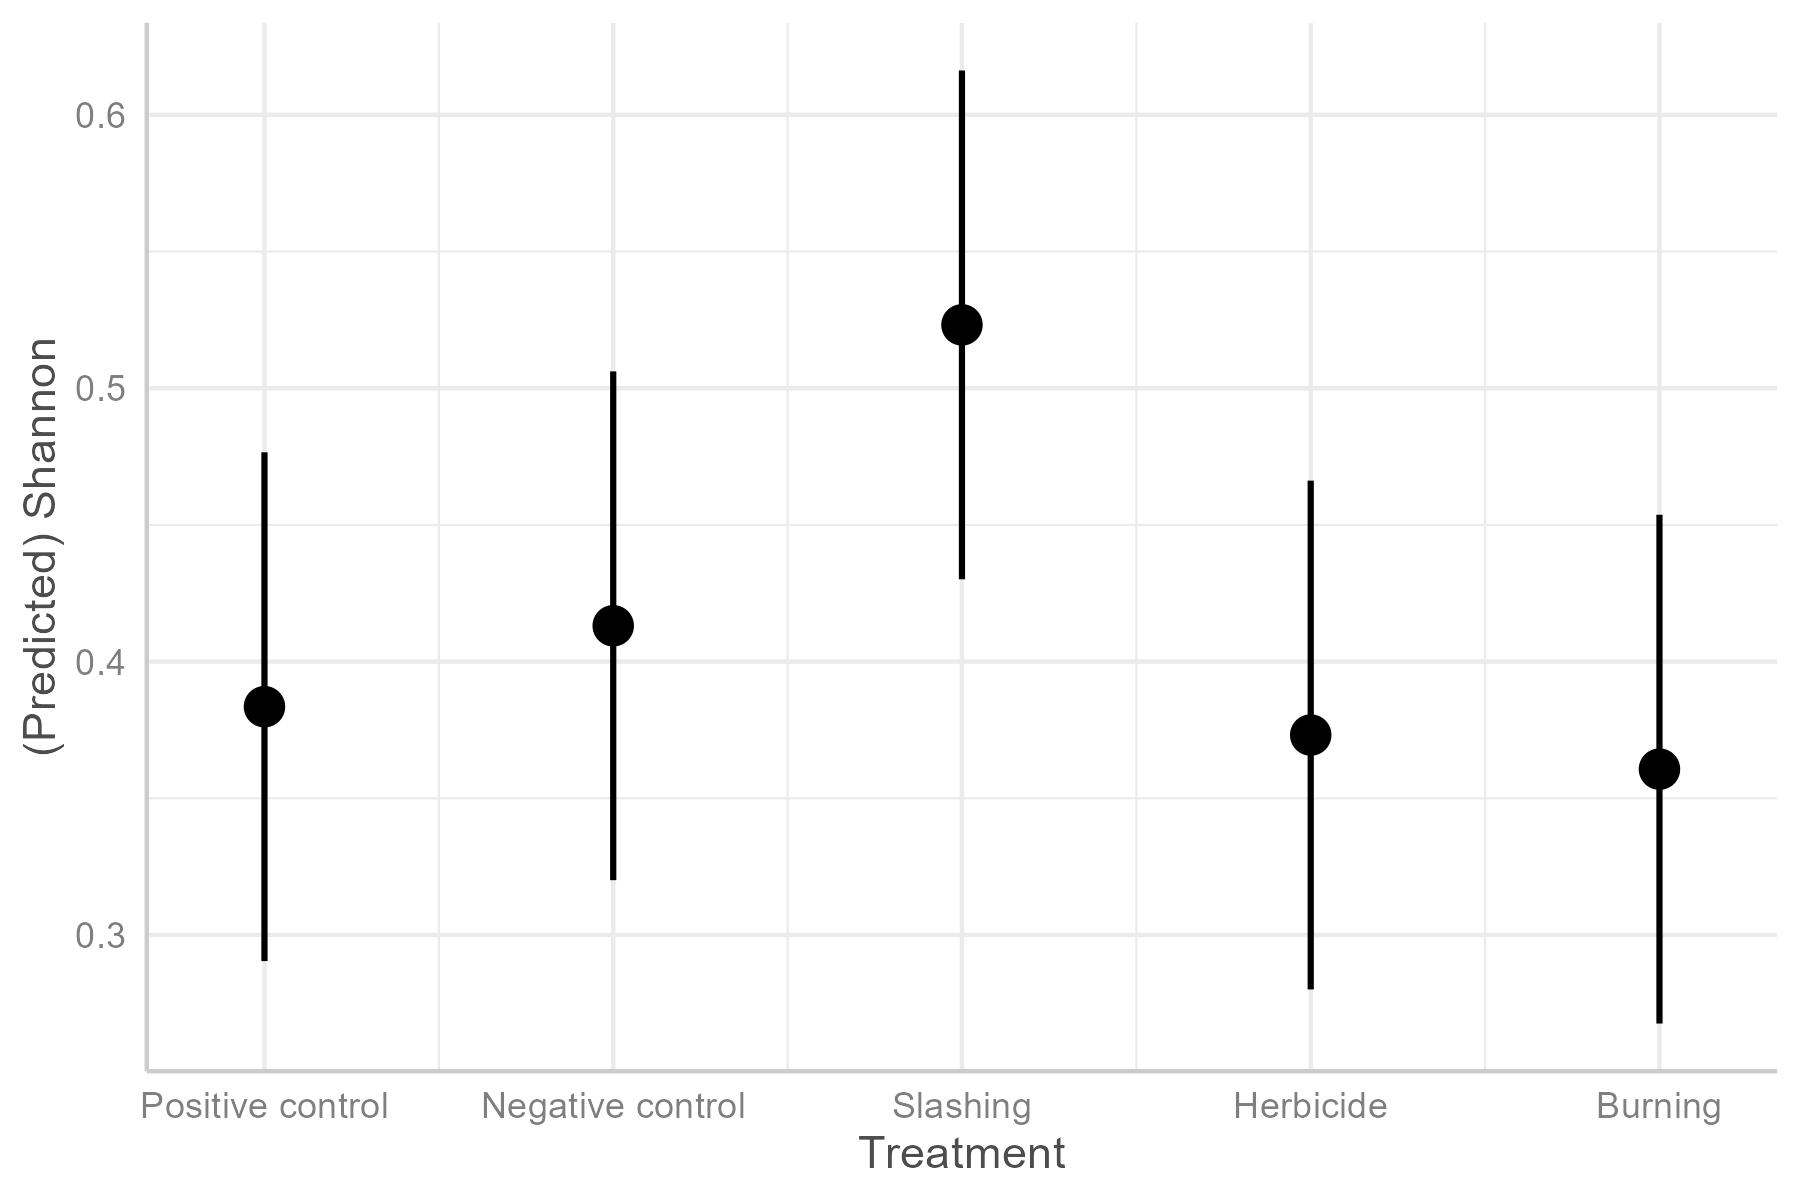 (Predicted) Shannon
0.6
0.5
0.4
0.3
Positive control
Negative control
Slashing
Herbicide
Burning
Treatment